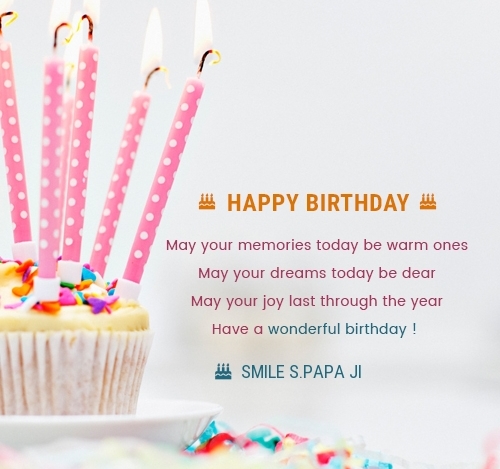 HAPPY BIRTHDAY
May your memories today be warm ones
May your dreams today be dear
May your joy last through the year
Have a wonderful birthday !
SMILE S.PAPA JI